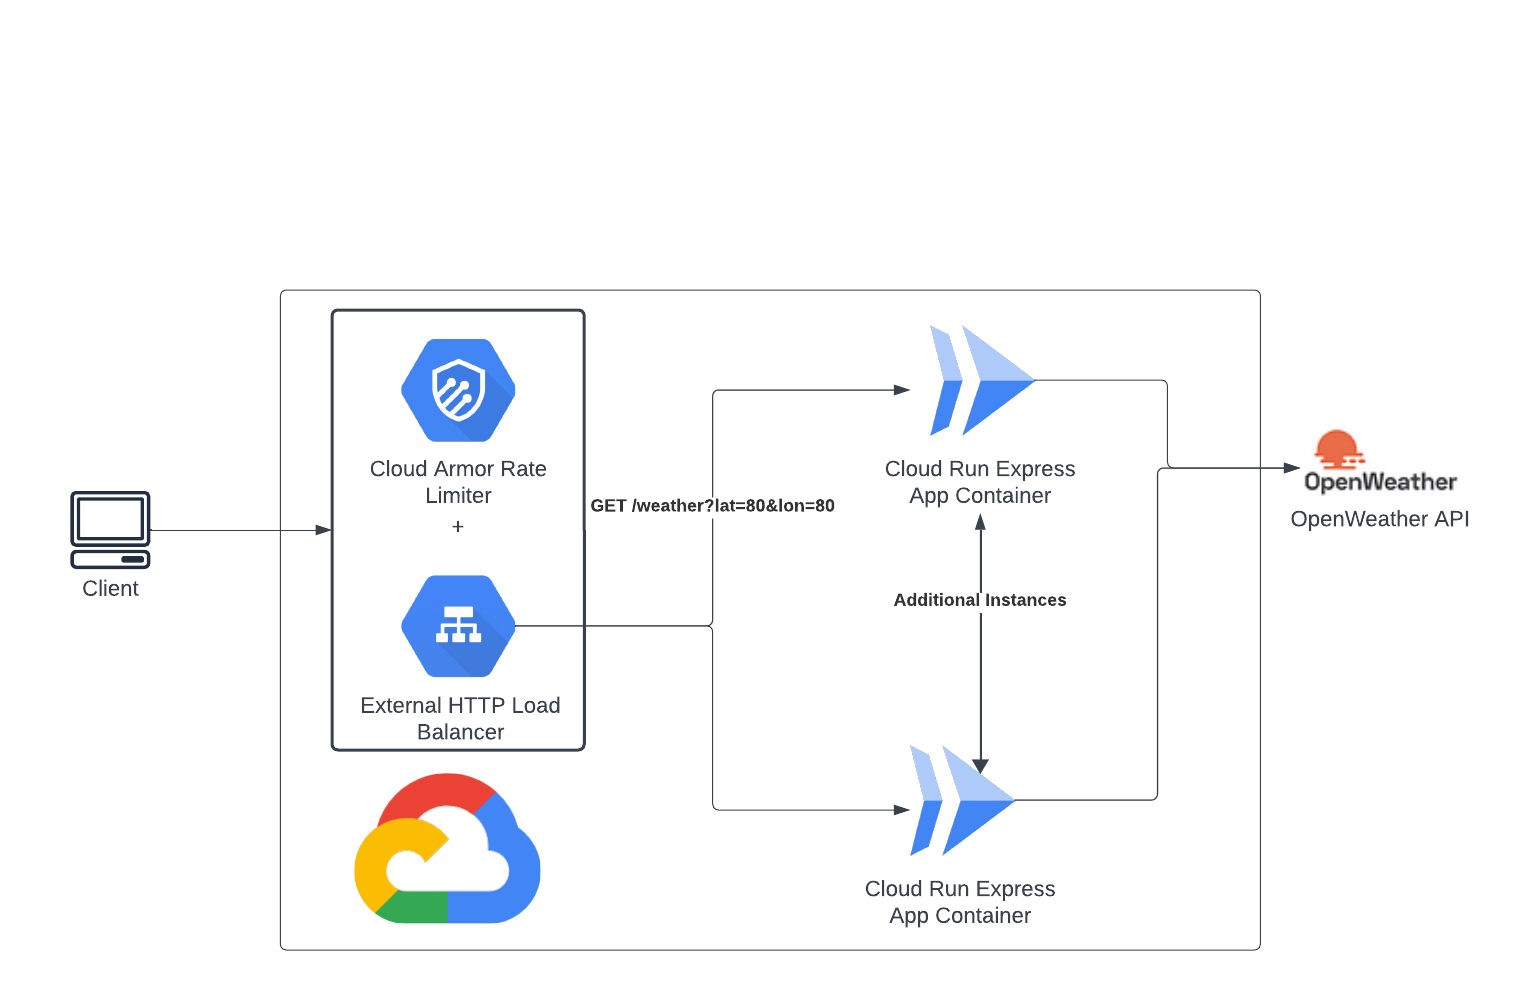 Cloud Armor Rate
Limiter
+
External HTTP Load
Balancer
Client
GET /weather?lat=80&lon=80
Cloud Run Express
App Container
Additional Instances
Cloud Run Express
App Container
OpenWeather
OpenWeather API